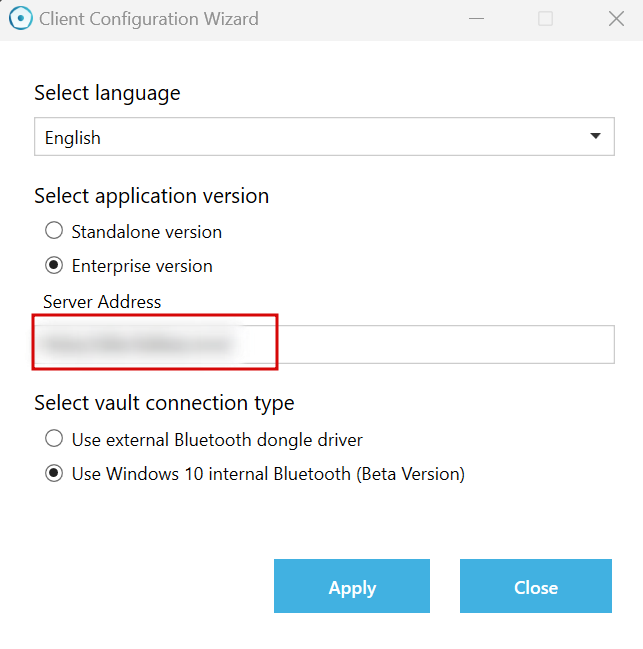 Client Configuration Wizard
Select language
English
Select application version
Standalone version
Enterprise version
Server Address
Select vault connection type
Use external Bluetooth dongle driver
Use Windows 10 internal Bluetooth (Beta Version)
Apply
Close